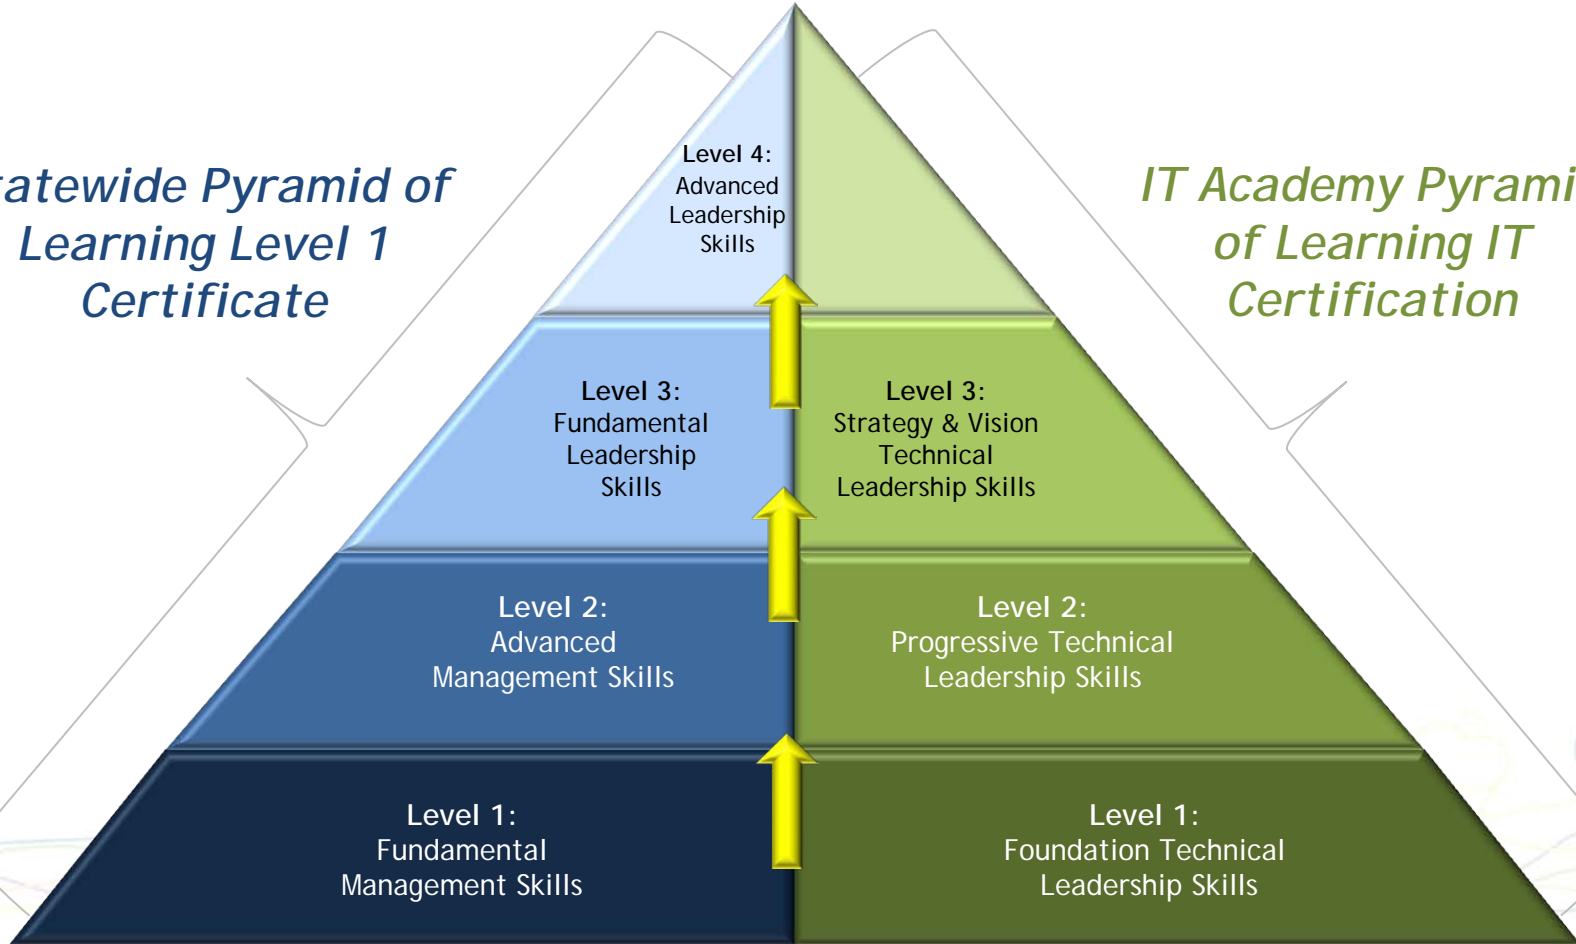 tatewide Pyramid of
Learning Level 1
Certificate
IT Academy Pyrami
of Learning IT
Certification
Level 4:
Advanced
Leadership
Skills
Level 3:
Fundamental
Leadership
Skills
Level 3:
Strategy & Vision
Technical
Leadership Skills
Level 2:
Advanced
Management Skills
Level 2:
Progressive Technical
Leadership Skills
Level 1:
Fundamental
Management Skills
Level 1:
Foundation Technical
Leadership Skills